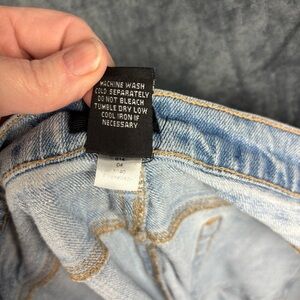 MACHINE WASH
COLD SEPARATELY
DO NOT BLEACH
TUMBLE DRY LOW
COOL IRON IF
NECESSARY